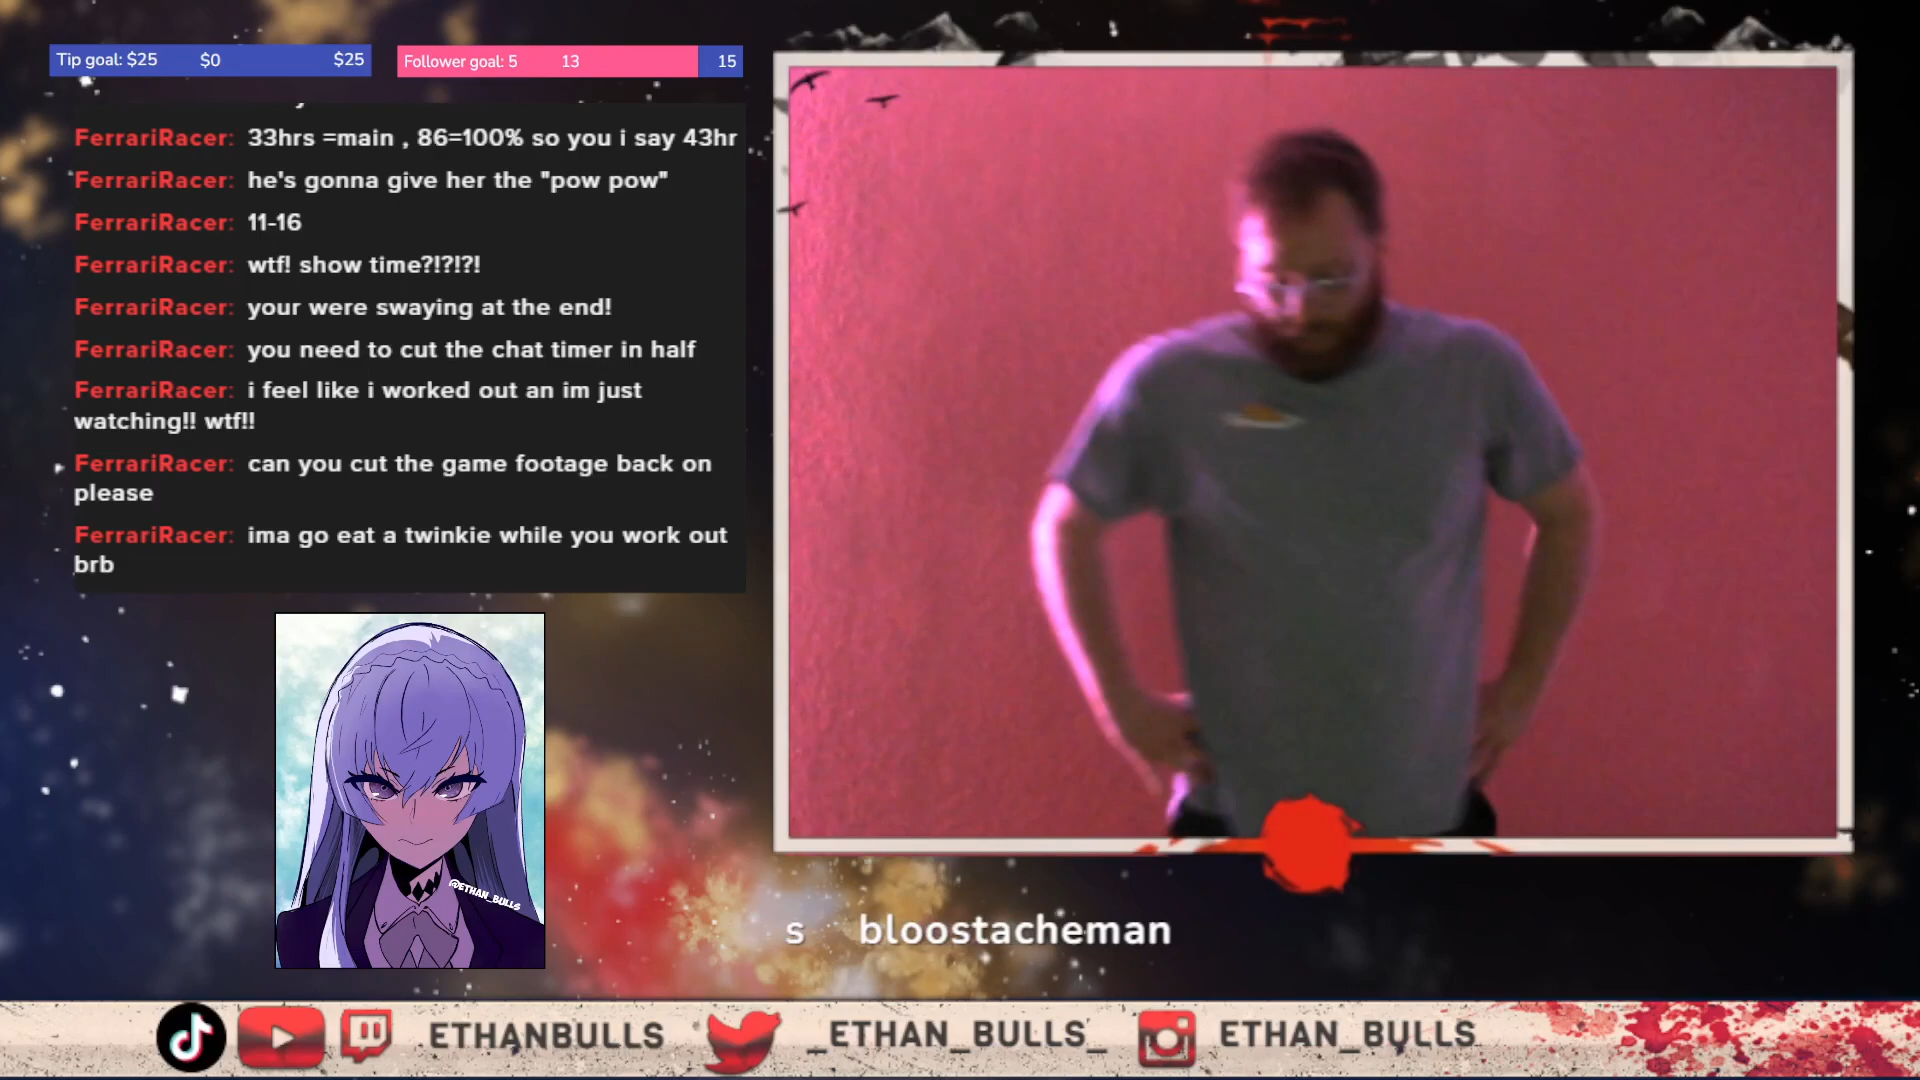 Tip goal: $25 $0 $25
Follower goal: 5 13 15
FerrariRacer: 33hrs =main , 86=100% so you i say 43hr
FerrariRacer: he's gonna give her the "pow pow"
FerrariRacer: 11-16
FerrariRacer: wtf! show time?!?!?!
FerrariRacer: your were swaying at the end!
FerrariRacer: you need to cut the chat timer in half
FerrariRacer: i feel like i worked out an im just
watching!! wtf!!
FerrariRacer: can you cut the game footage back on
please
FerrariRacer: ima go eat a twinkie while you work out
brb
@ETHAN_BULLS
s bloostacheman
ETHANBULLS _ETHAN_BULLS_ ETHAN_BULLS